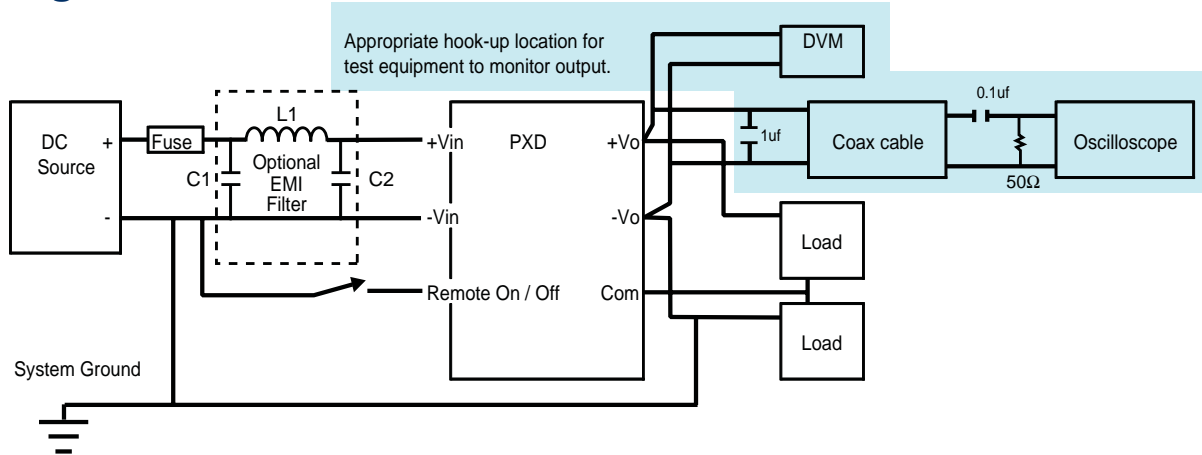 Appropriate hook-up location for
test equipment to monitor output.
DVM
0.1uf
DC
Source
+
-
Fuse
L1
C1
Optional
EMI
Filter
C2
+Vin
PXD
+Vo
1uf
Coax cable
50Ω
Oscilloscope
-Vin
-Vo
Load
Remote On / Off
Com
Load
System Ground